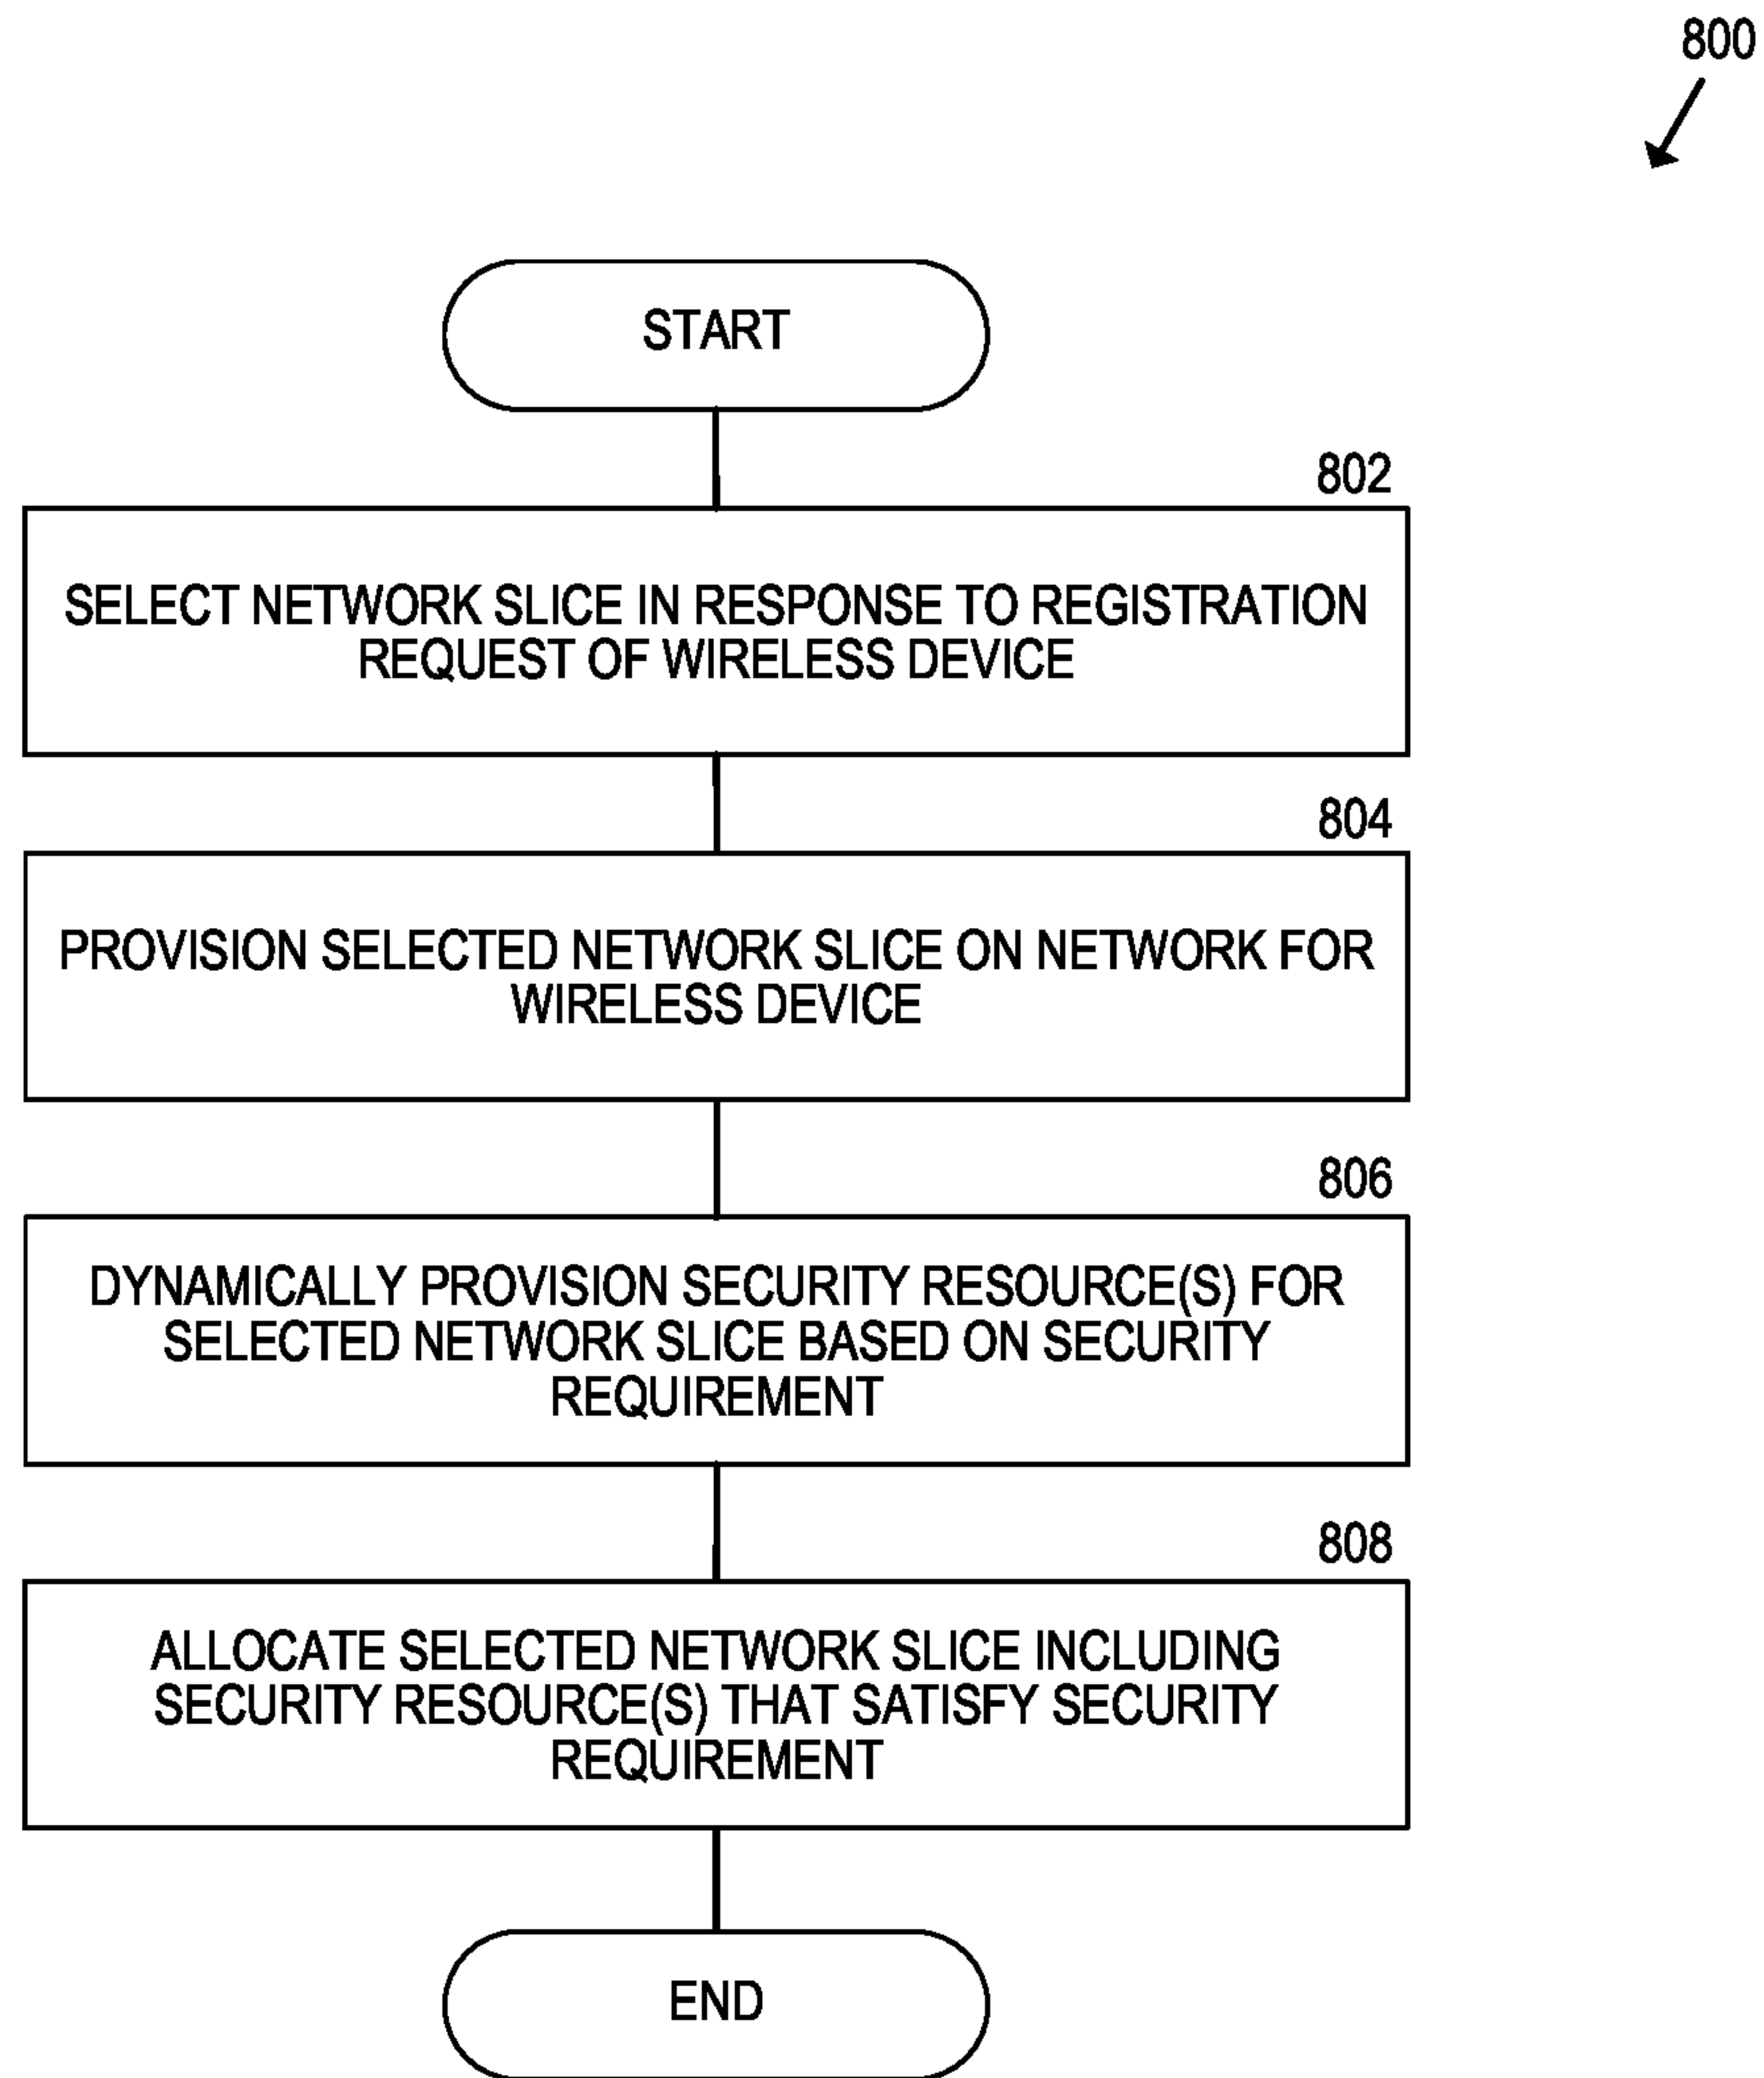 800
START
802
SELECT NETWORK SLICE IN RESPONSE TO REGISTRATION
REQUEST OF WIRELESS DEVICE
804
PROVISION SELECTED NETWORK SLICE ON NETWORK FOR
WIRELESS DEVICE
806
DYNAMICALLY PROVISION SECURITY RESOURCE(S) FOR
SELECTED NETWORK SLICE BASED ON SECURITY
REQUIREMENT
808
ALLOCATE SELECTED NETWORK SLICE INCLUDING
SECURITY RESOURCE(S) THAT SATISFY SECURITY
REQUIREMENT
END